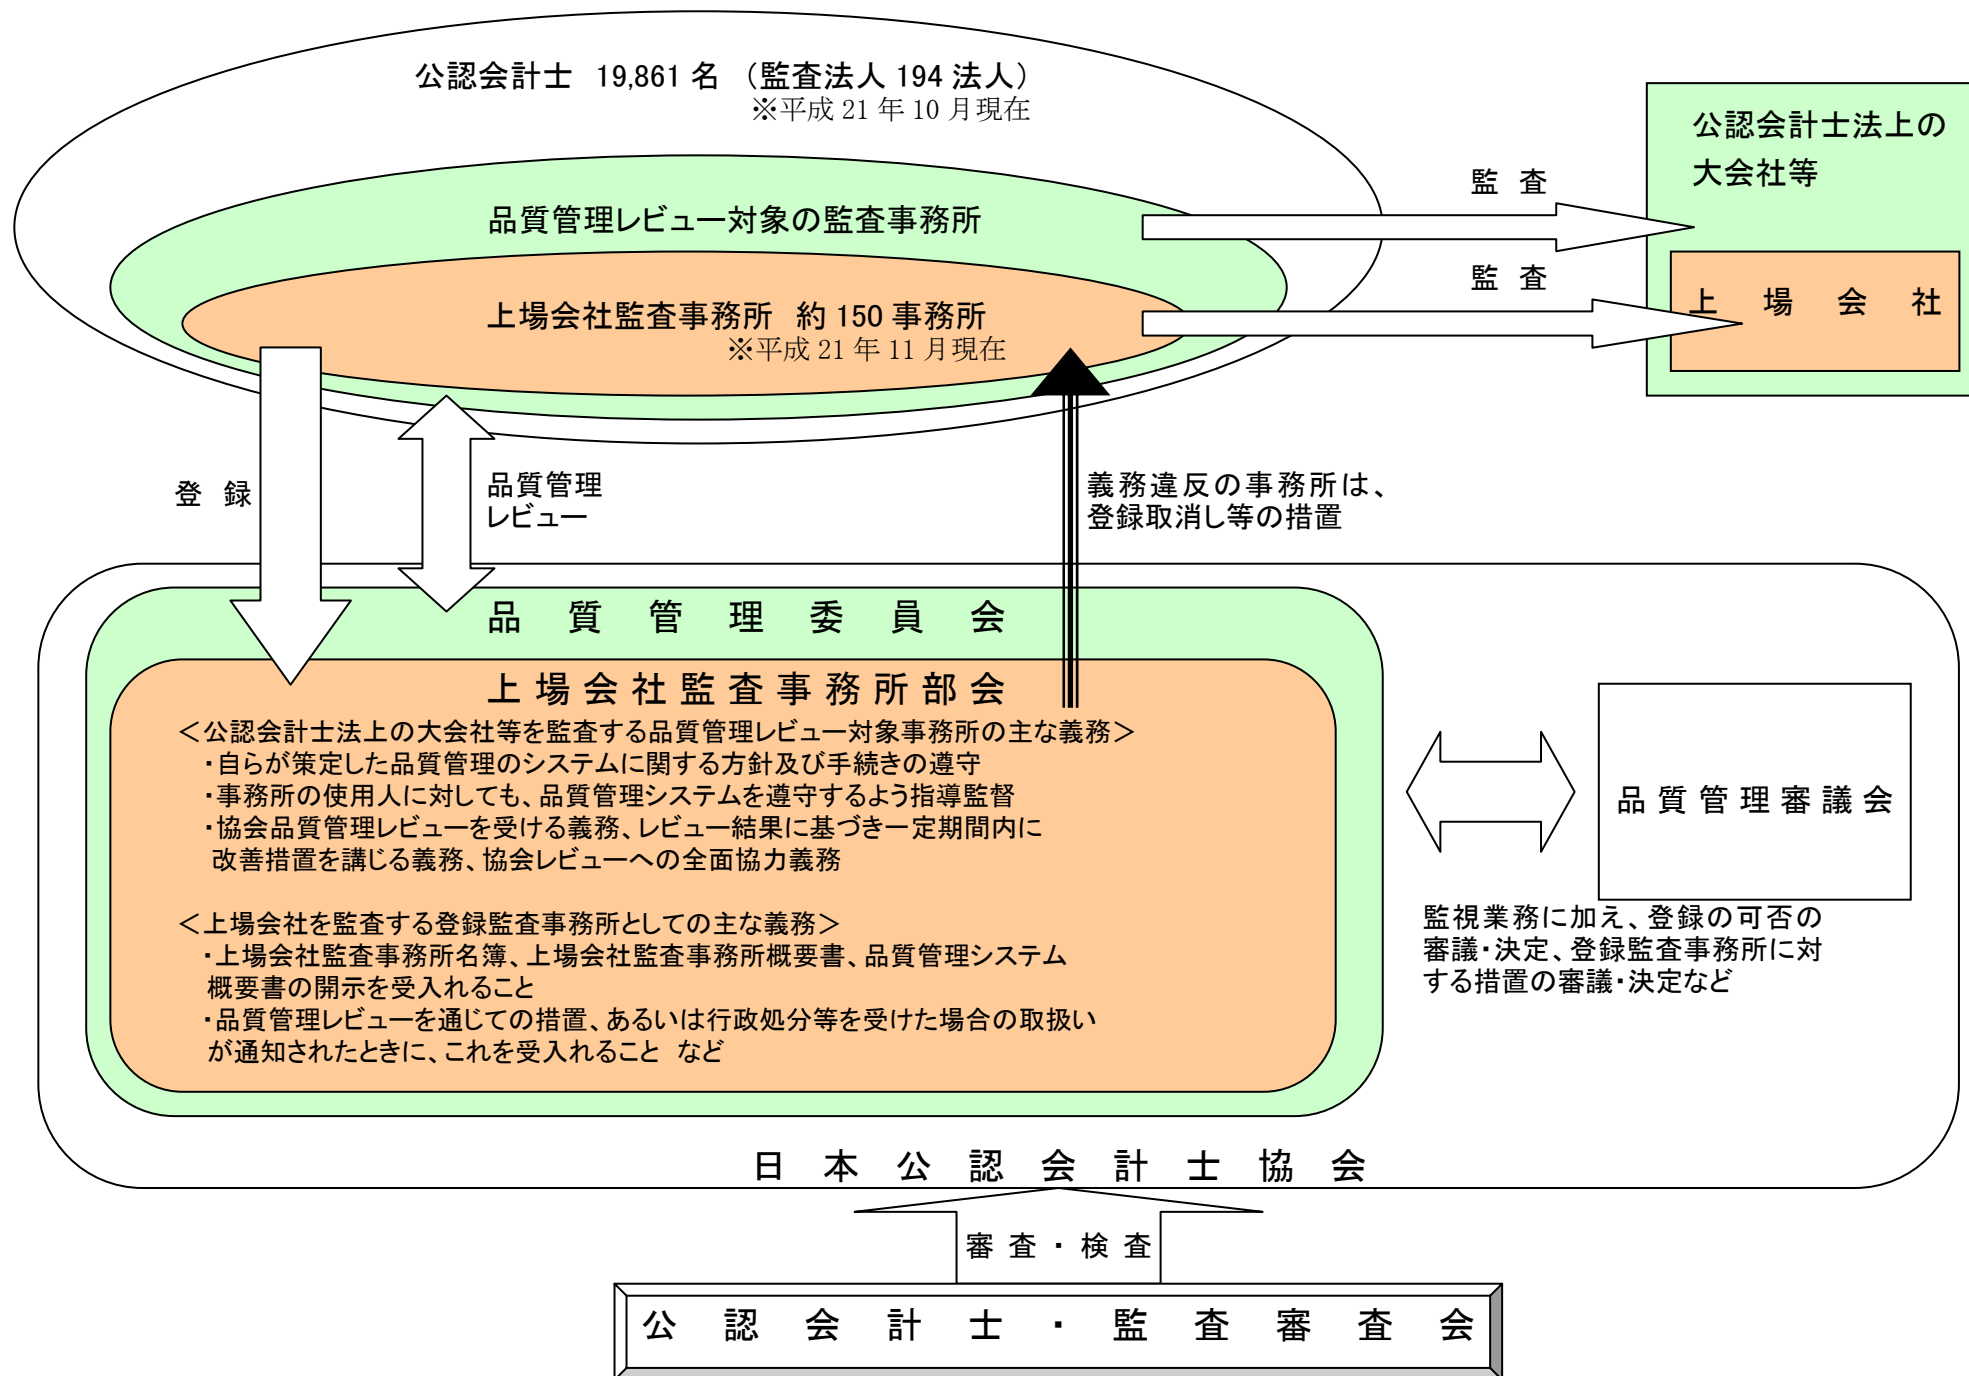 公認会計士 19,861名 （監査法人194法人）
※平成21年10月現在
公認会計士法上の
大会社等
監 査
品質管理レビュー対象の監査事務所
監 査
上場会社
上場会社監査事務所 約150事務所
※平成21年11月現在
登 録
品質管理
レビュー
義務違反の事務所は、
登録取消し等の措置
品質管理委員会
上場会社監査事務所部会
＜公認会計士法上の大会社等を監査する品質管理レビュー対象事務所の主な義務＞
・自らが策定した品質管理のシステムに関する方針及び手続きの遵守
・事務所の使用人に対しても、品質管理システムを遵守するよう指導監督
・協会品質管理レビューを受ける義務、レビュー結果に基づき一定期間内に
改善措置を講じる義務、協会レビューへの全面協力義務
＜上場会社を監査する登録監査事務所としての主な義務＞
・上場会社監査事務所名簿、上場会社監査事務所概要書、品質管理システム
概要書の開示を受入れること
・品質管理レビューを通じての措置、あるいは行政処分等を受けた場合の取扱い
が通知されたときに、これを受入れること など
品質管理審議会
監視業務に加え、登録の可否の
審議・決定、登録監査事務所に対
する措置の審議・決定など
日本公認会計士協会
審査・検査
公認会計士・監査審査会